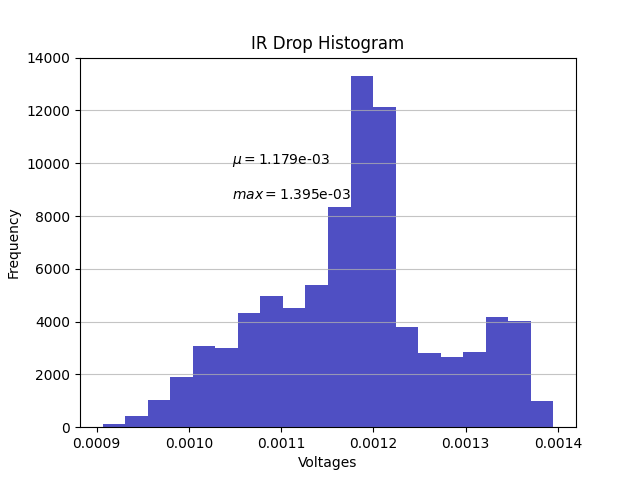 IR Drop Histogram
14000
12000
10000
8000
6000
4000
2000
0
Frequency
μ = 1.179e-03
max = 1.395e-03
0.0009 0.0010 0.0011 0.0012 0.0013 0.0014
Voltages